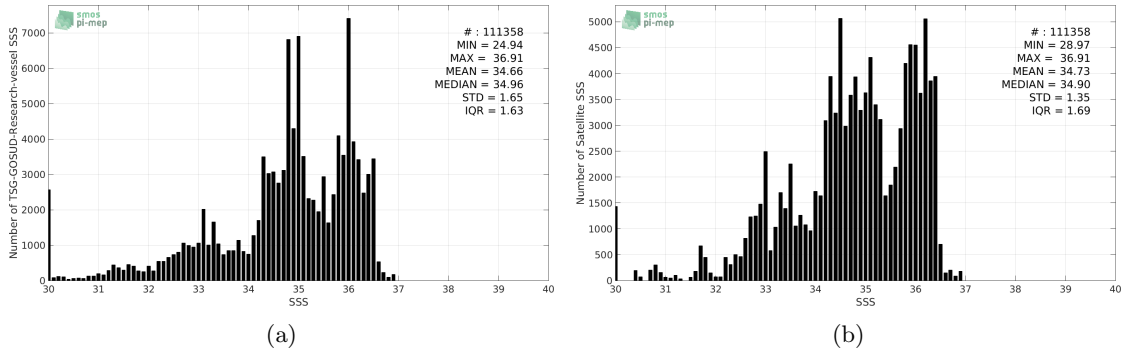 smos
pi-mep
# : 111358
MIN = 24.94
MAX = 36.91
MEAN = 34.66
MEDIAN = 34.96
STD = 1.65
IQR = 1.63
Number of TSG-GOSUD-Research-vessel SSS
7000
6000
5000
4000
3000
2000
1000
0
30 31 32 33 34 35 36 37 38 39 40
SSS
(a)
smos
pi-mep
# : 111358
MIN = 28.97
MAX = 36.91
MEAN = 34.73
MEDIAN = 34.90
STD = 1.35
IQR = 1.69
Number of Satellite SSS
5000
4500
4000
3500
3000
2500
2000
1500
1000
500
0
30 31 32 33 34 35 36 37 38 39 40
SSS
(b)